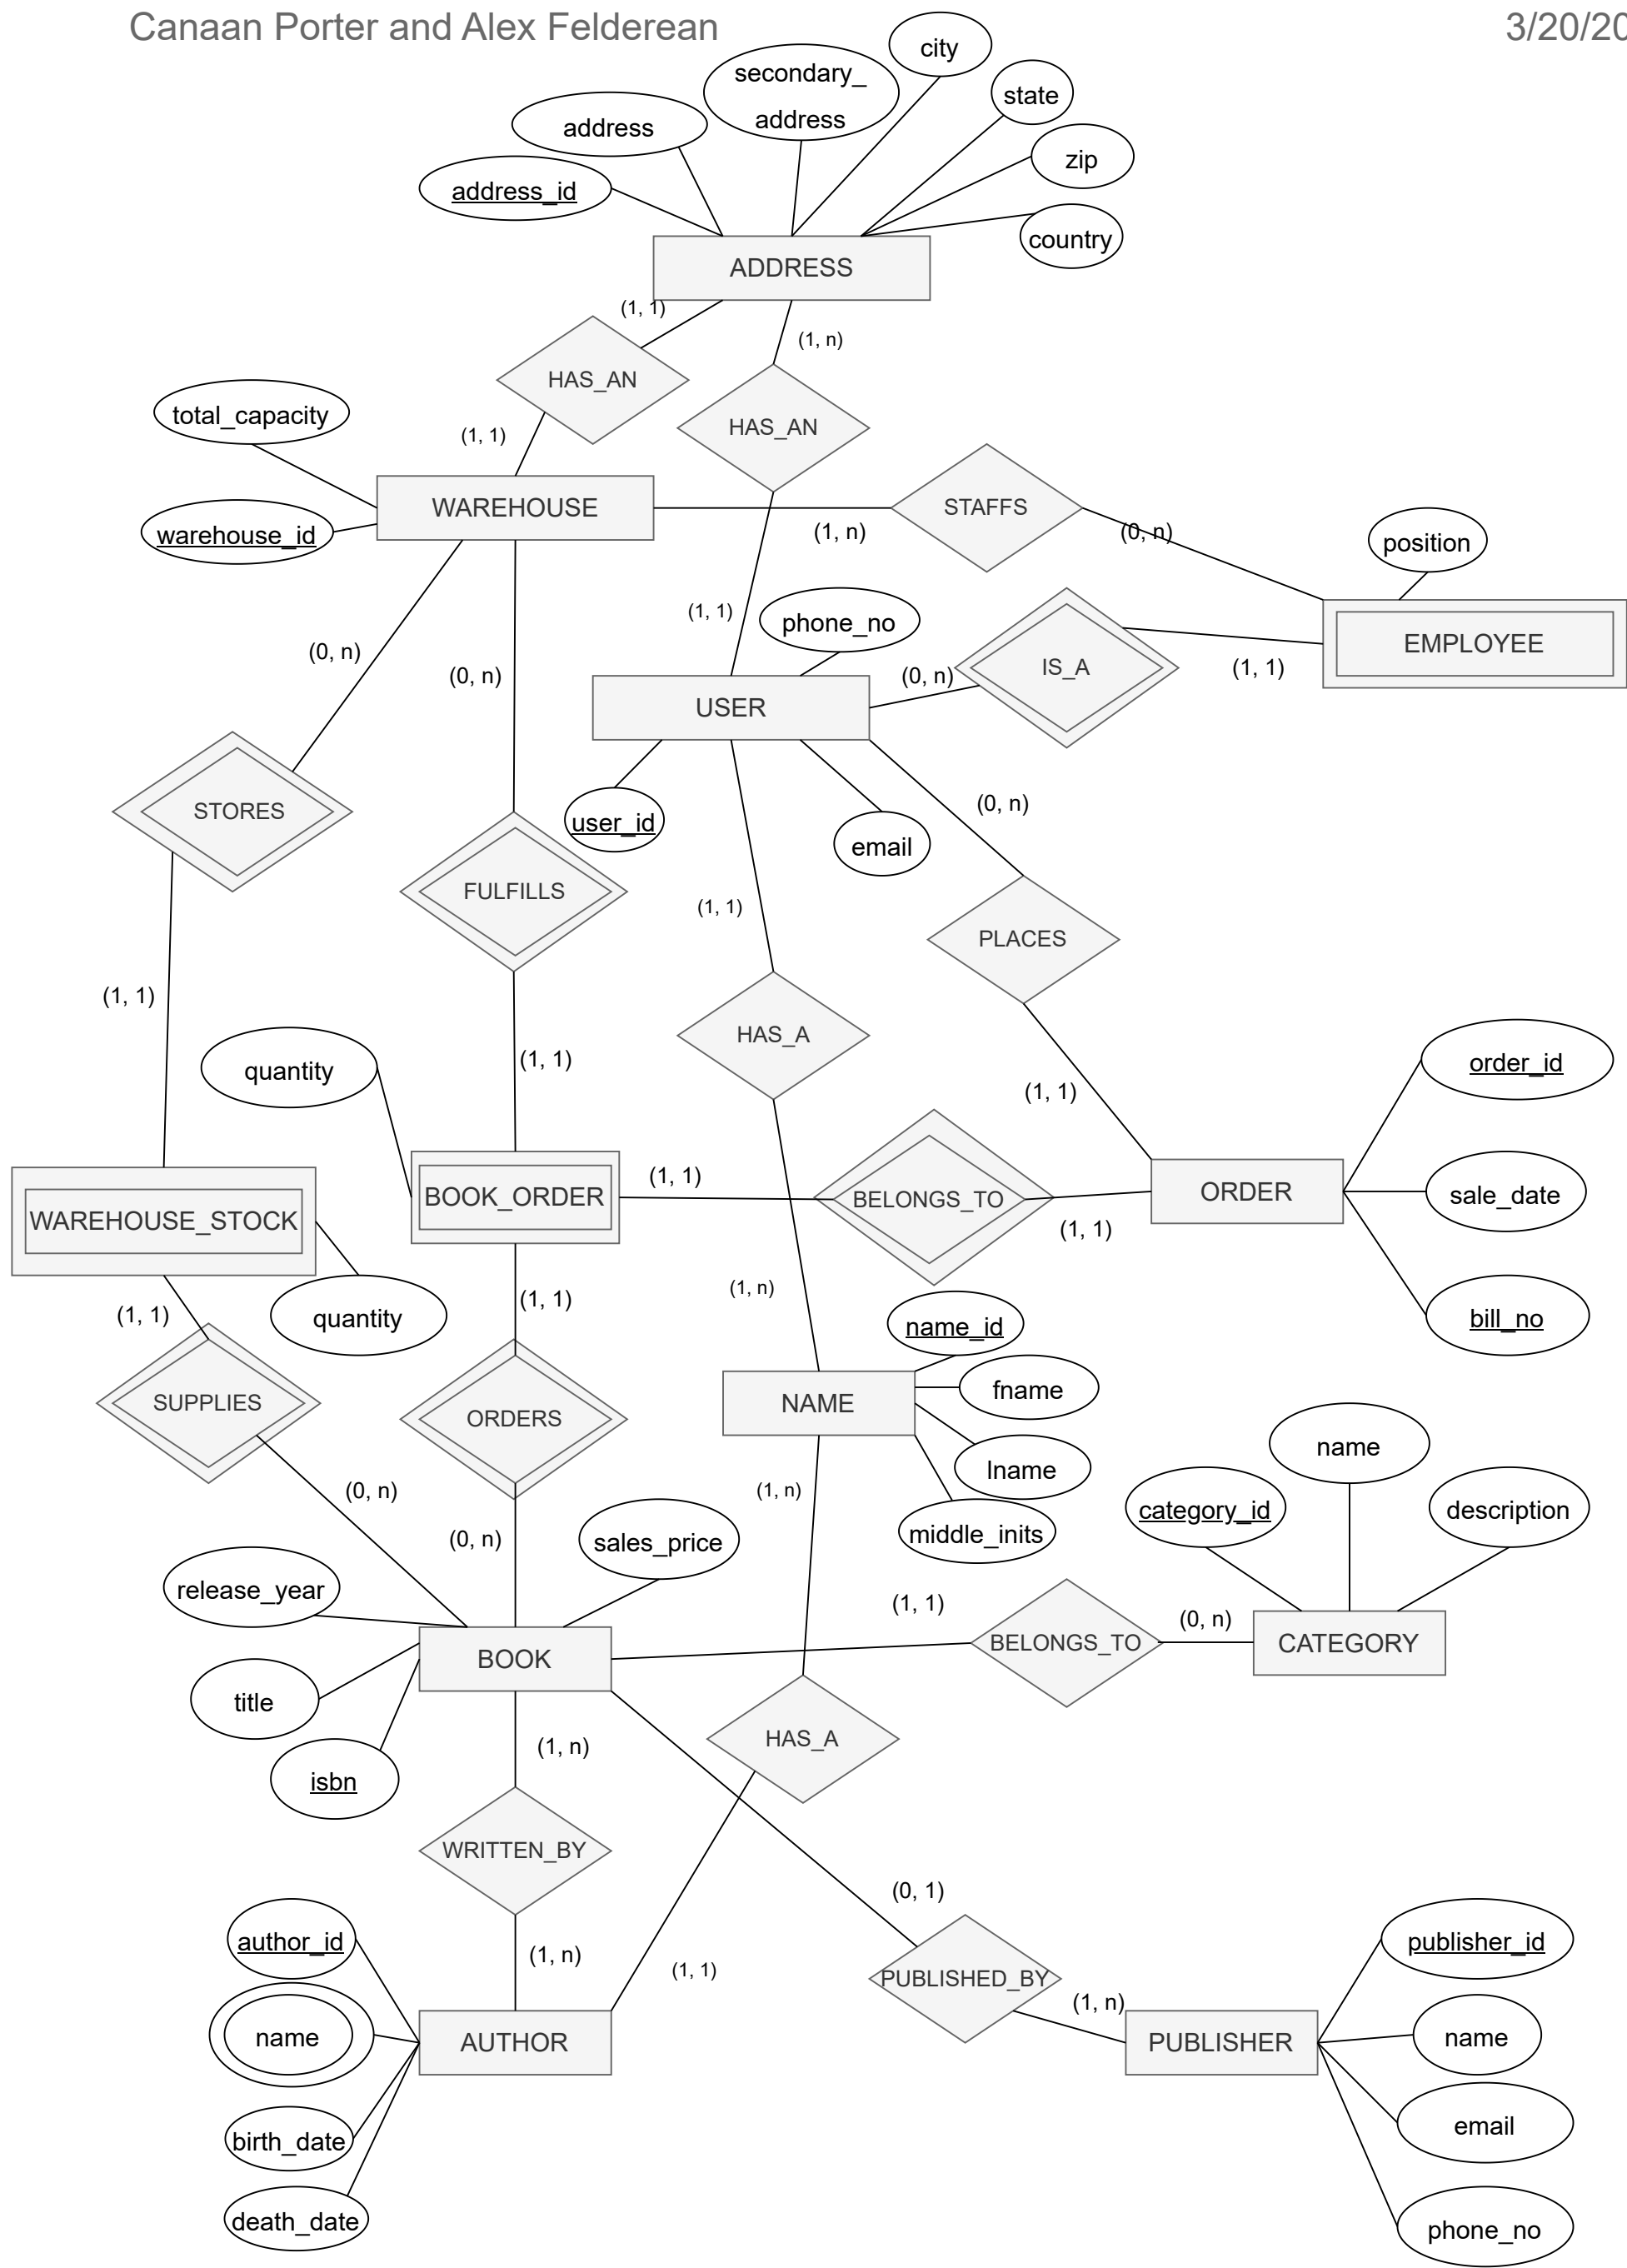 Canaan Porter and Alex Felderean
3/20/20
city
secondary_
address
state
address
zip
address_id
country
ADDRESS
(1, 1)
(1, n)
HAS_AN
total_capacity
HAS_AN
(1, 1)
WAREHOUSE
STAFFS
(1, n)
(0, n)
position
warehouse_id
(1, 1)
phone_no
EMPLOYEE
(0, n)
(0, n)
(0, n)
IS_A
(1, 1)
USER
STORES
user_id
email
(0, n)
FULFILLS
(1, 1)
PLACES
(1, 1)
HAS_A
quantity
(1, 1)
(1, 1)
order_id
(1, 1)
BOOK_ORDER
BELONGS_TO
ORDER
sale_date
WAREHOUSE_STOCK
(1, 1)
(1, 1)
(1, 1)
quantity
(1, n)
name_id
bill_no
SUPPLIES
ORDERS
NAME
fname
lname
name
(0, n)
(1, n)
middle_inits
category_id
description
(0, n)
sales_price
release_year
(1, 1)
(0, n)
BOOK
BELONGS_TO
CATEGORY
title
isbn
(1, n)
HAS_A
WRITTEN_BY
(0, 1)
author_id
(1, n)
(1, 1)
PUBLISHED_BY
(1, n)
publisher_id
name
AUTHOR
PUBLISHER
name
birth_date
email
death_date
phone_no